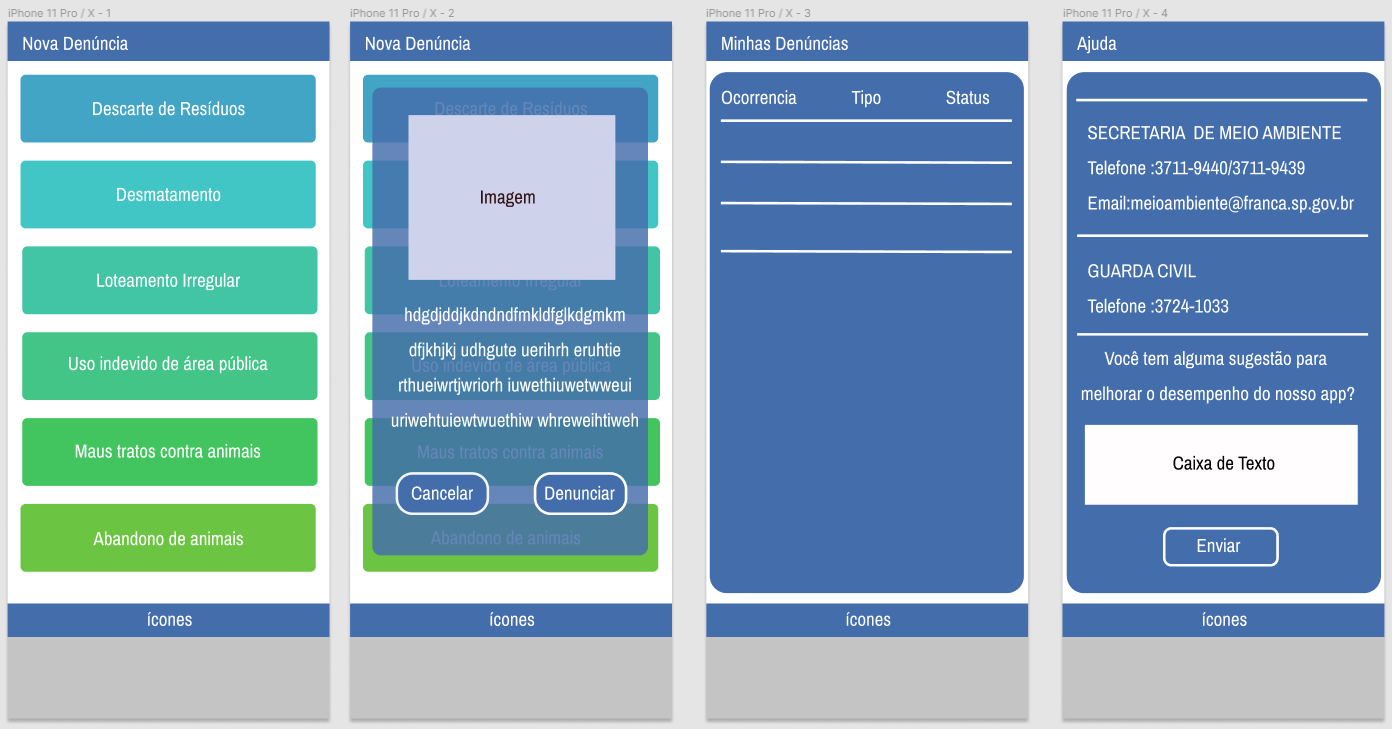 iPhone 11 Pro / X - 1
Nova Denúncia
Descarte de Resíduos
Desmatamento
Loteamento Irregular
Uso indevido de área pública
Maus tratos contra animais
Abandono de animais
ícones
iPhone 11 Pro / X - 2
Nova Denúncia
Descarte de Resíduos
Imagem
Loteamento Irregular
hdgdjddjkdndndfmkldfglkdgmkm
dfjkhjkj udhgute uerihrh eruhtie
Uso indevido de área pública
rthueiwrtjwriorh iuwethiuwetwweui
uriwehtuiewtwuethiw whreweihtiweh
Maus tratos contra animais
Cancelar Denunciar
Abandono de animais
ícones
iPhone 11 Pro / X - 3
Minhas Denúncias
Ocorrencia Tipo Status
ícones
iPhone 11 Pro / X - 4
Ajuda
SECRETARIA DE MEIO AMBIENTE
Telefone :3711-9440/3711-9439
Email:meioambiente@franca.sp.gov.br
GUARDA CIVIL
Telefone :3724-1033
Você tem alguma sugestão para
melhorar o desempenho do nosso app?
Caixa de Texto
Enviar
ícones